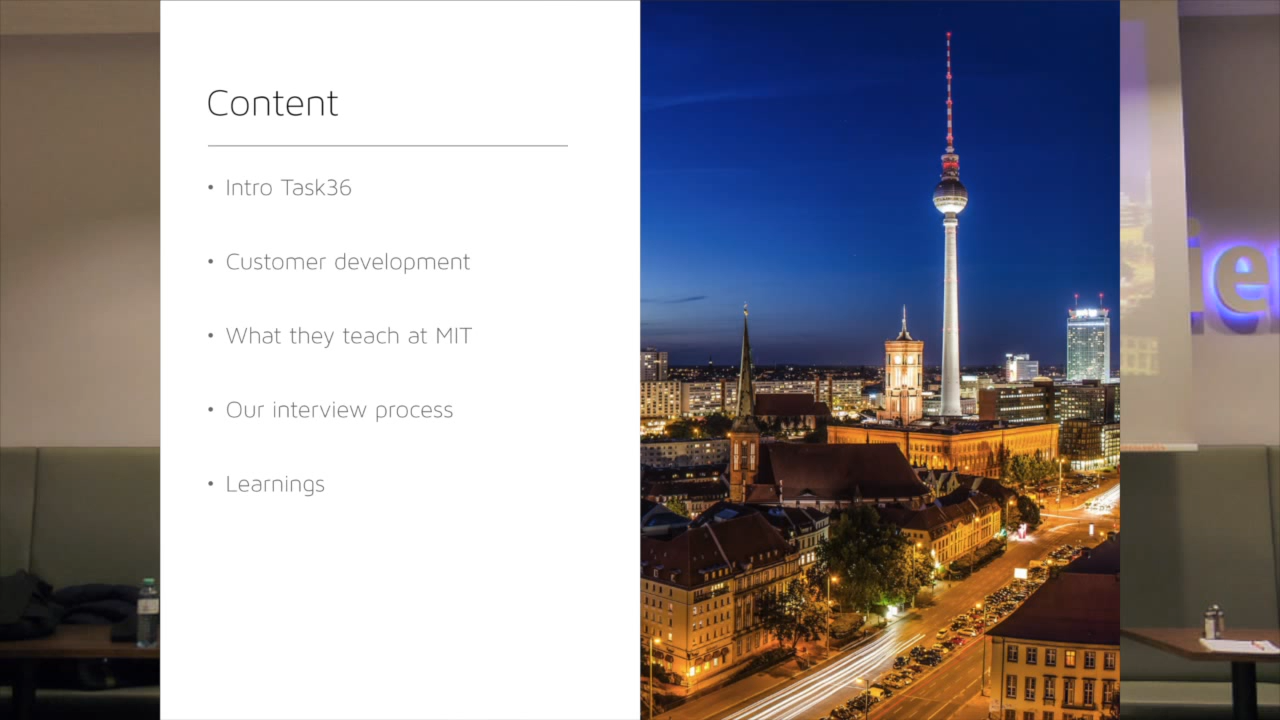 Content
• Intro Task36
• Customer development
• What they teach at MIT
• Our interview process
• Learnings